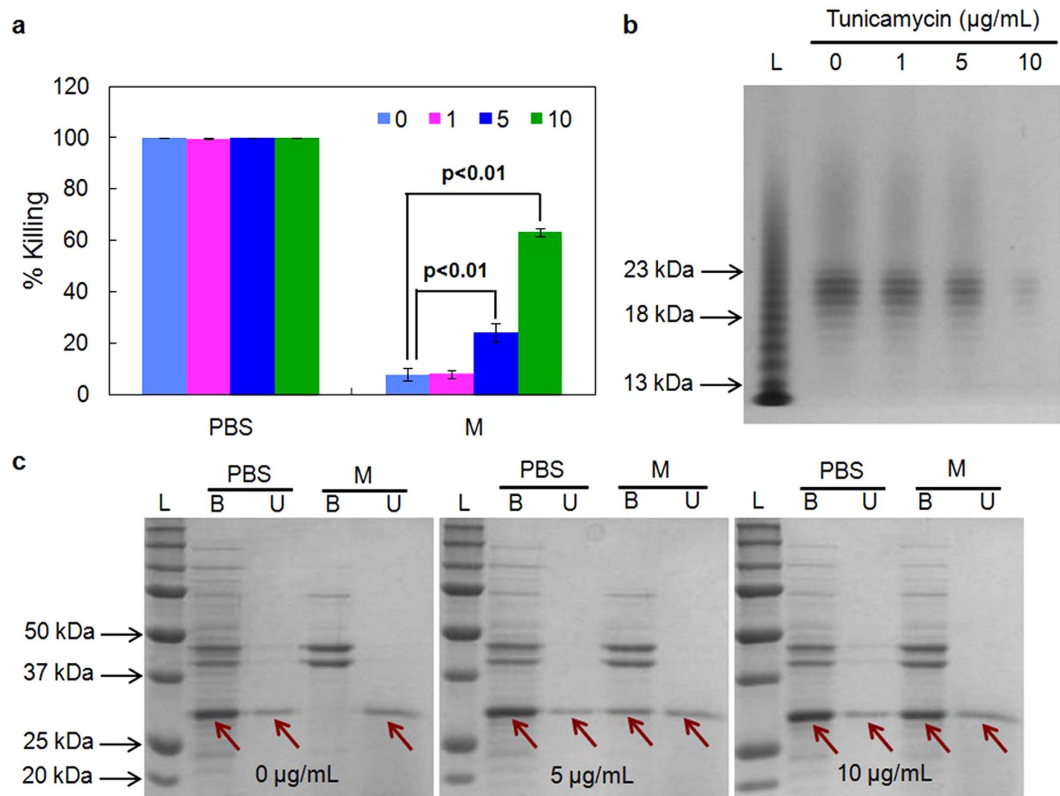 a
% Killing
120
100
80
60
40
20
0
0 1 5 10
p<0.01
p<0.01
PBS M
b
Tunicamycin (µg/mL)
L 0 1 5 10
23 kDa
18 kDa
13 kDa
c
PBS M PBS M PBS M
L B U B U L B U B U L B U B U
50 kDa
37 kDa
25 kDa
20 kDa
0 µg/mL 5 µg/mL 10 µg/mL